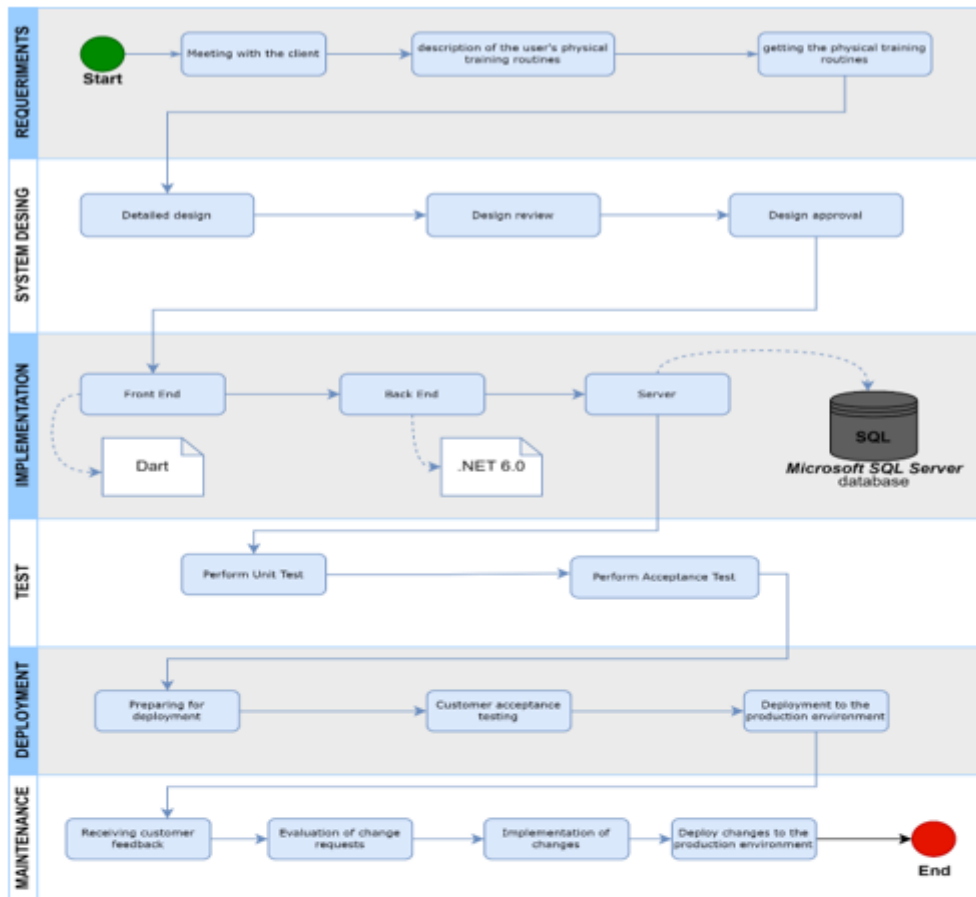 REQUERIMENTS
Start
Meeting with the client
description of the user's physical
training routines
getting the physical training
routines
SYSTEM DESING
Detailed design
Design review
Design approval
IMPLEMENTATION
Front End
Back End
Server
Dart
.NET 6.0
SQL
Microsoft SQL Server
database
TEST
Perform Unit Test
Perform Acceptance Test
DEPLOYMENT
Preparing for
deployment
Customer acceptance
testing
Deployment to the
production environment
MAINTENANCE
Receiving customer
feedback
Evaluation of change
requests
Implementation of
changes
Deploy changes to the
production environment
End